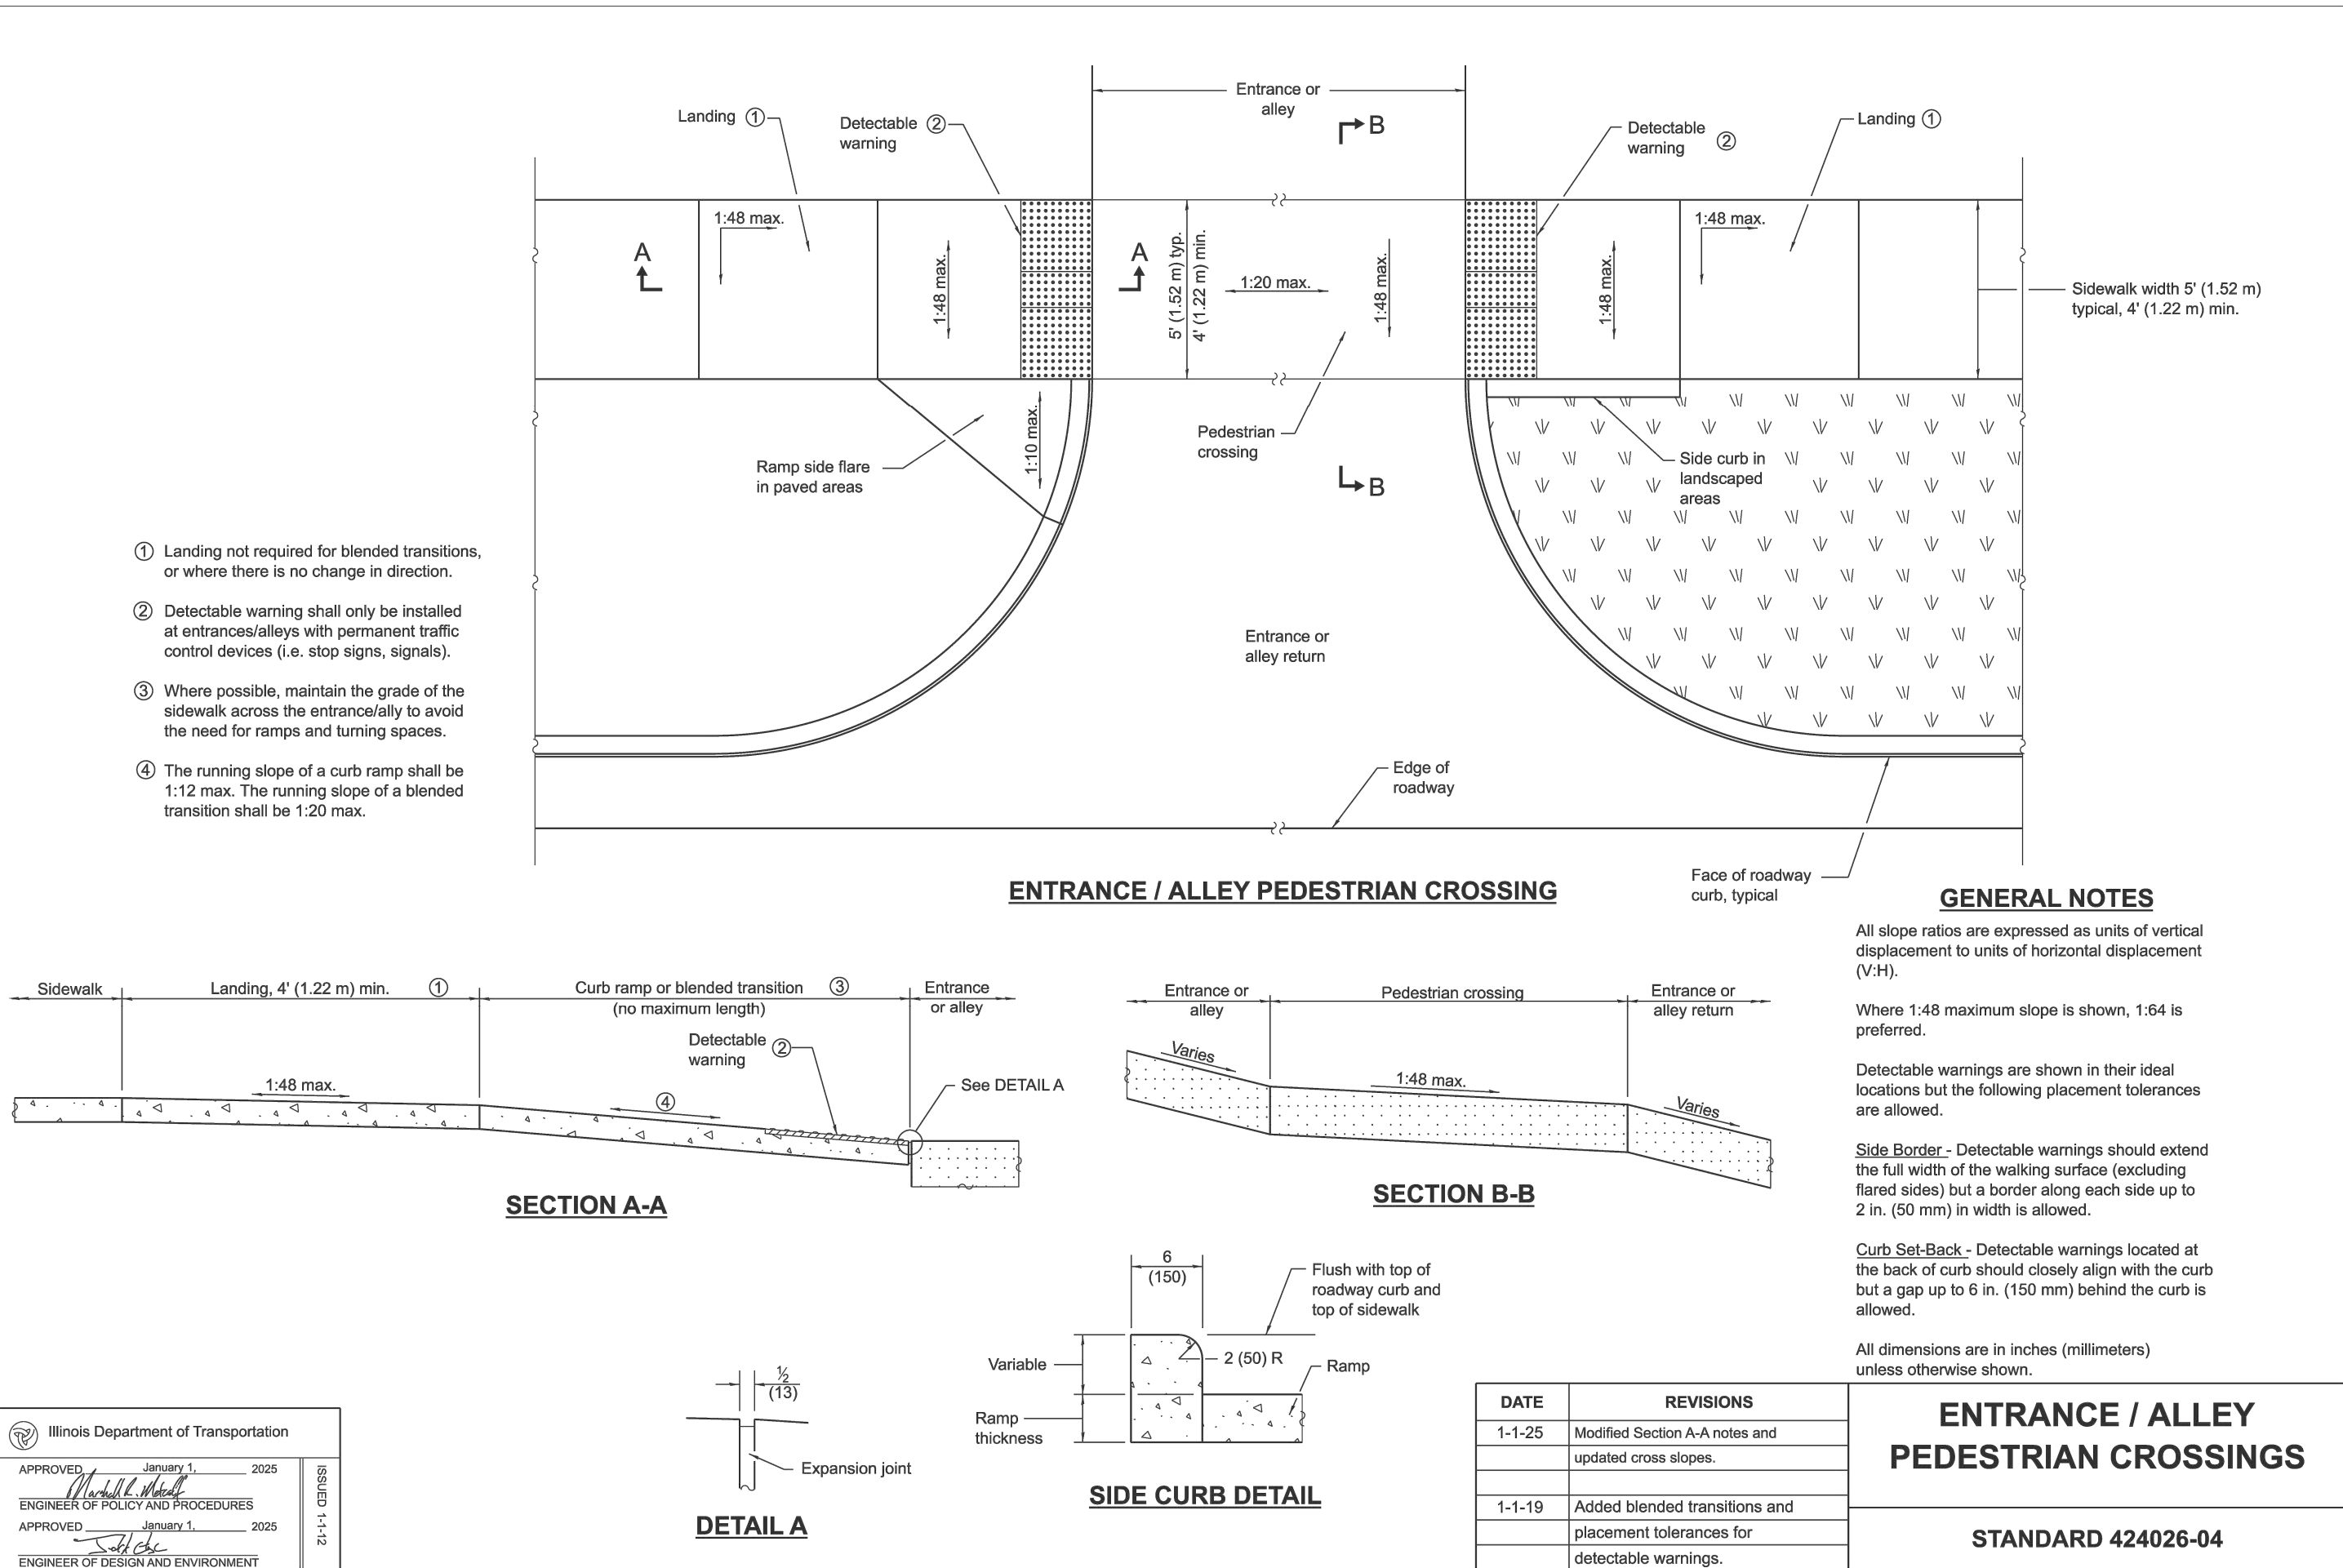 Entrance or
alley
B
Landing ①
Detectable ②
warning
Detectable
warning ②
Landing ①
1:48 max.
A
1:48 max.
A
5' (1.52 m) typ.
4' (1.22 m) min.
1:20 max.
1:48 max.
1:48 max.
1:48 max.
Sidewalk width 5' (1.52 m)
typical, 4' (1.22 m) min.
Ramp side flare
in paved areas
1:10 max.
Pedestrian
crossing
B
Side curb in
landscaped
areas
Entrance or
alley return
Edge of
roadway
Face of roadway
curb, typical
① Landing not required for blended transitions,
or where there is no change in direction.
② Detectable warning shall only be installed
at entrances/alleys with permanent traffic
control devices (i.e. stop signs, signals).
③ Where possible, maintain the grade of the
sidewalk across the entrance/ally to avoid
the need for ramps and turning spaces.
④ The running slope of a curb ramp shall be
1:12 max. The running slope of a blended
transition shall be 1:20 max.
ENTRANCE / ALLEY PEDESTRIAN CROSSING
GENERAL NOTES
All slope ratios are expressed as units of vertical
displacement to units of horizontal displacement
(V:H).
Where 1:48 maximum slope is shown, 1:64 is
preferred.
Detectable warnings are shown in their ideal
locations but the following placement tolerances
are allowed.
Side Border - Detectable warnings should extend
the full width of the walking surface (excluding
flared sides) but a border along each side up to
2 in. (50 mm) in width is allowed.
Curb Set-Back - Detectable warnings located at
the back of curb should closely align with the curb
but a gap up to 6 in. (150 mm) behind the curb is
allowed.
All dimensions are in inches (millimeters)
unless otherwise shown.
Sidewalk
Landing, 4' (1.22 m) min. ①
Curb ramp or blended transition ③
(no maximum length)
Entrance
or alley
Detectable
warning ②
1:48 max.
④
See DETAIL A
SECTION A-A
Entrance or
alley
Pedestrian crossing
Entrance or
alley return
Varies
1:48 max.
Varies
SECTION B-B
½
(13)
Expansion joint
DETAIL A
6
(150)
Flush with top of
roadway curb and
top of sidewalk
Variable
2 (50) R
Ramp
Ramp
thickness
SIDE CURB DETAIL
Illinois Department of Transportation
APPROVED January 1, 2025
ENGINEER OF POLICY AND PROCEDURES
APPROVED January 1, 2025
ENGINEER OF DESIGN AND ENVIRONMENT
ISSUED 1-1-12
DATE REVISIONS
1-1-25 Modified Section A-A notes and
updated cross slopes.
1-1-19 Added blended transitions and
placement tolerances for
detectable warnings.
ENTRANCE / ALLEY
PEDESTRIAN CROSSINGS
STANDARD 424026-04